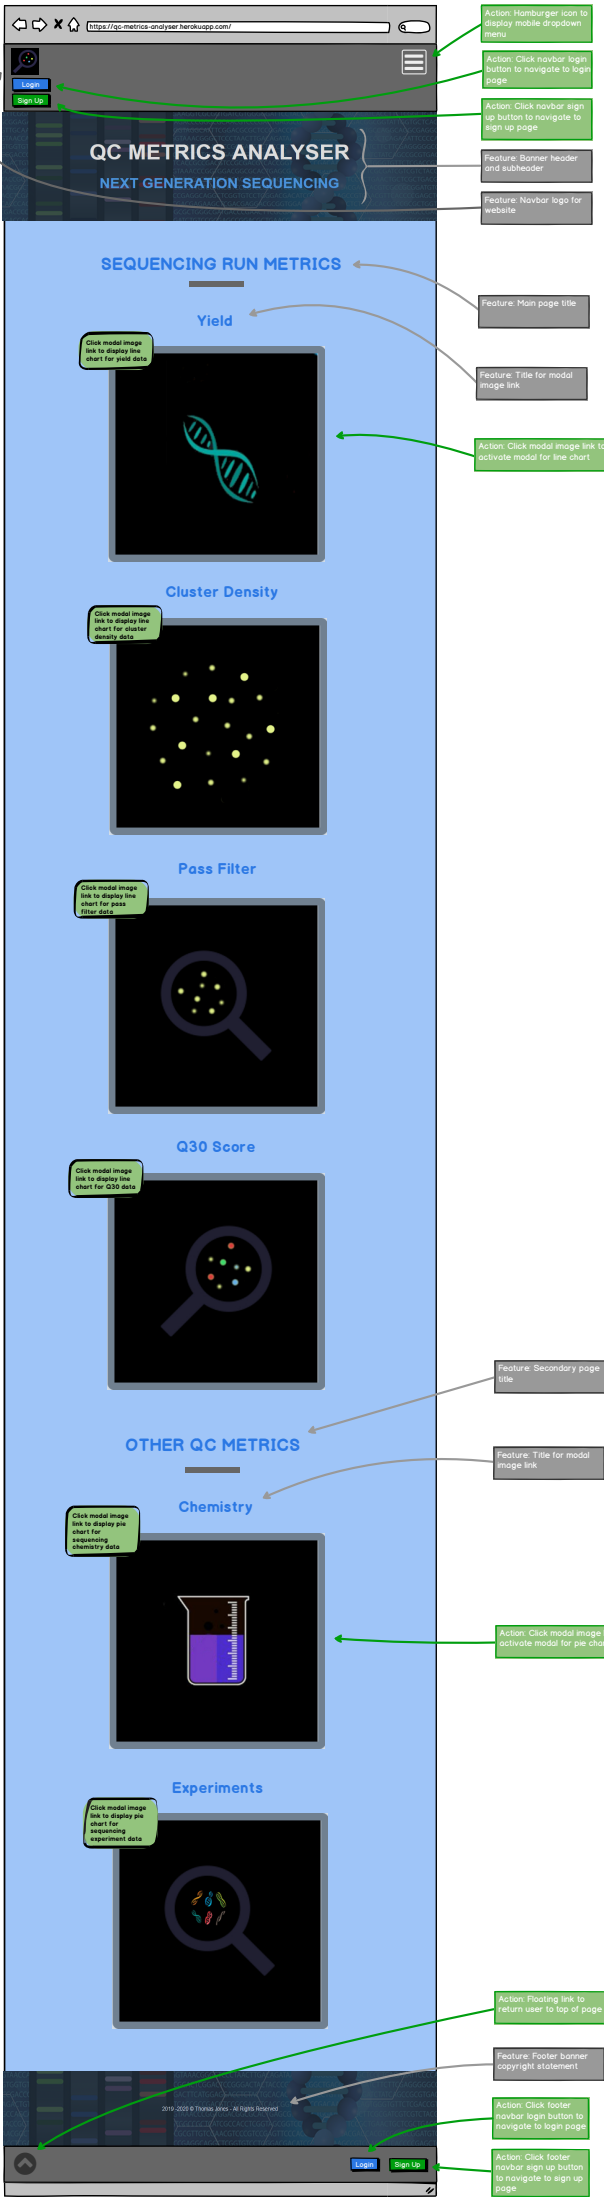 https://qc-metrics-analyser.herokuapp.com/
Action: Hamburger icon to
display mobile dropdown
menu
Login
Sign Up
Action: Click navbar login
button to navigate to login
page
Action: Click navbar sign
up button to navigate to
sign up page
QC METRICS ANALYSER
NEXT GENERATION SEQUENCING
Feature: Banner header
and subheader
Feature: Navbar logo for
website
SEQUENCING RUN METRICS
Feature: Main page title
Yield
Feature: Title for modal
image link
Click modal image
link to display line
chart for yield data
Action: Click modal image link to
activate modal for line chart
Cluster Density
Click modal image
link to display line
chart for cluster
density data
Pass Filter
Click modal image
link to display line
chart for pass
filter data
Q30 Score
Click modal image
link to display line
chart for Q30 data
Feature: Secondary page
title
OTHER QC METRICS
Feature: Title for modal
image link
Chemistry
Click modal image
link to display pie
chart for
sequencing
chemistry data
Action: Click modal image
activate modal for pie
Experiments
Click modal image
link to display pie
chart for
sequencing
experiment data
Action: Floating link to
return user to top of page
Feature: Footer banner
copyright statement
2019 -2020 © Thomas Jones - All Rights Reserved
Action: Click footer
navbar login button to
navigate to login page
Login
Sign Up
Action: Click footer
navbar sign up button
to navigate to sign up
page